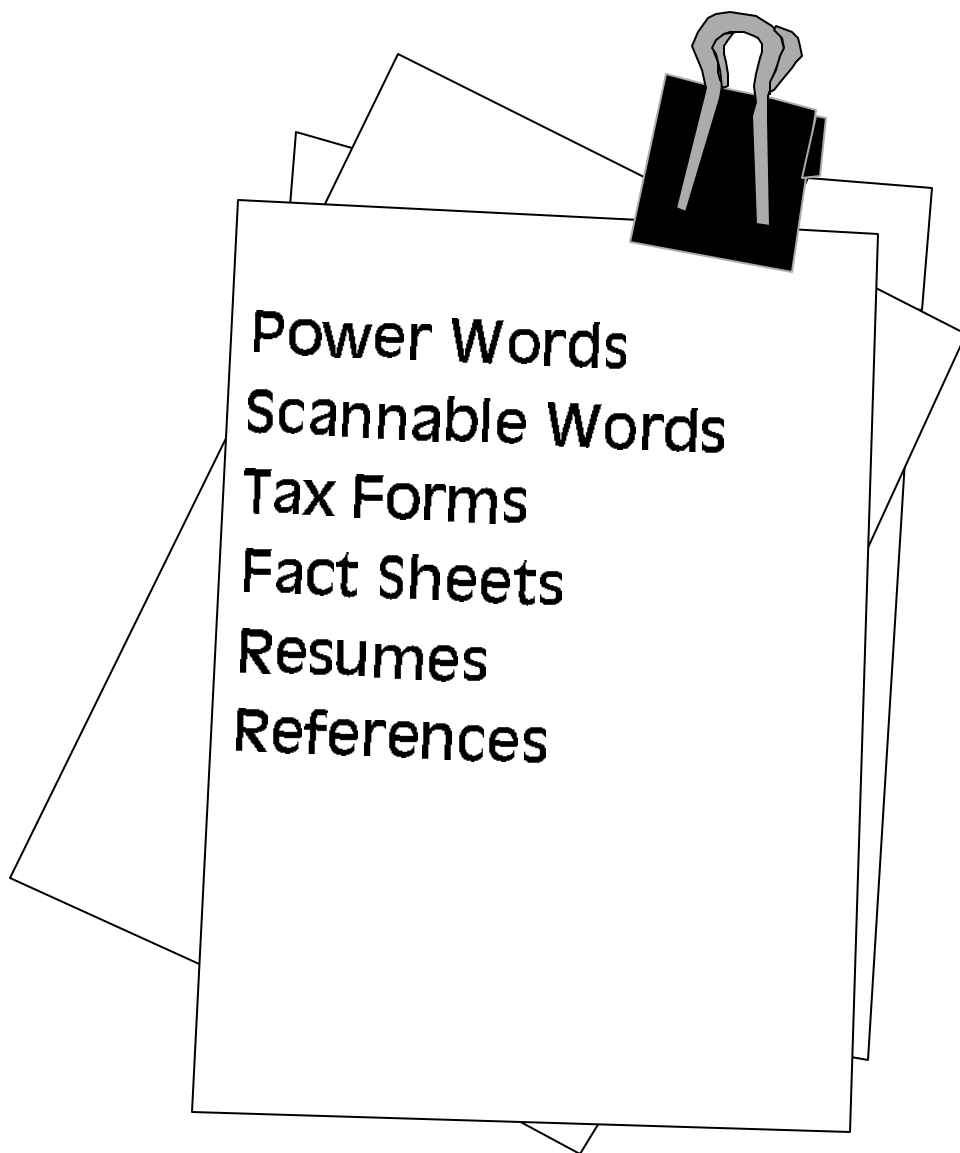 Power Words
Scannable Words
Tax Forms
Fact Sheets
Resumes
References